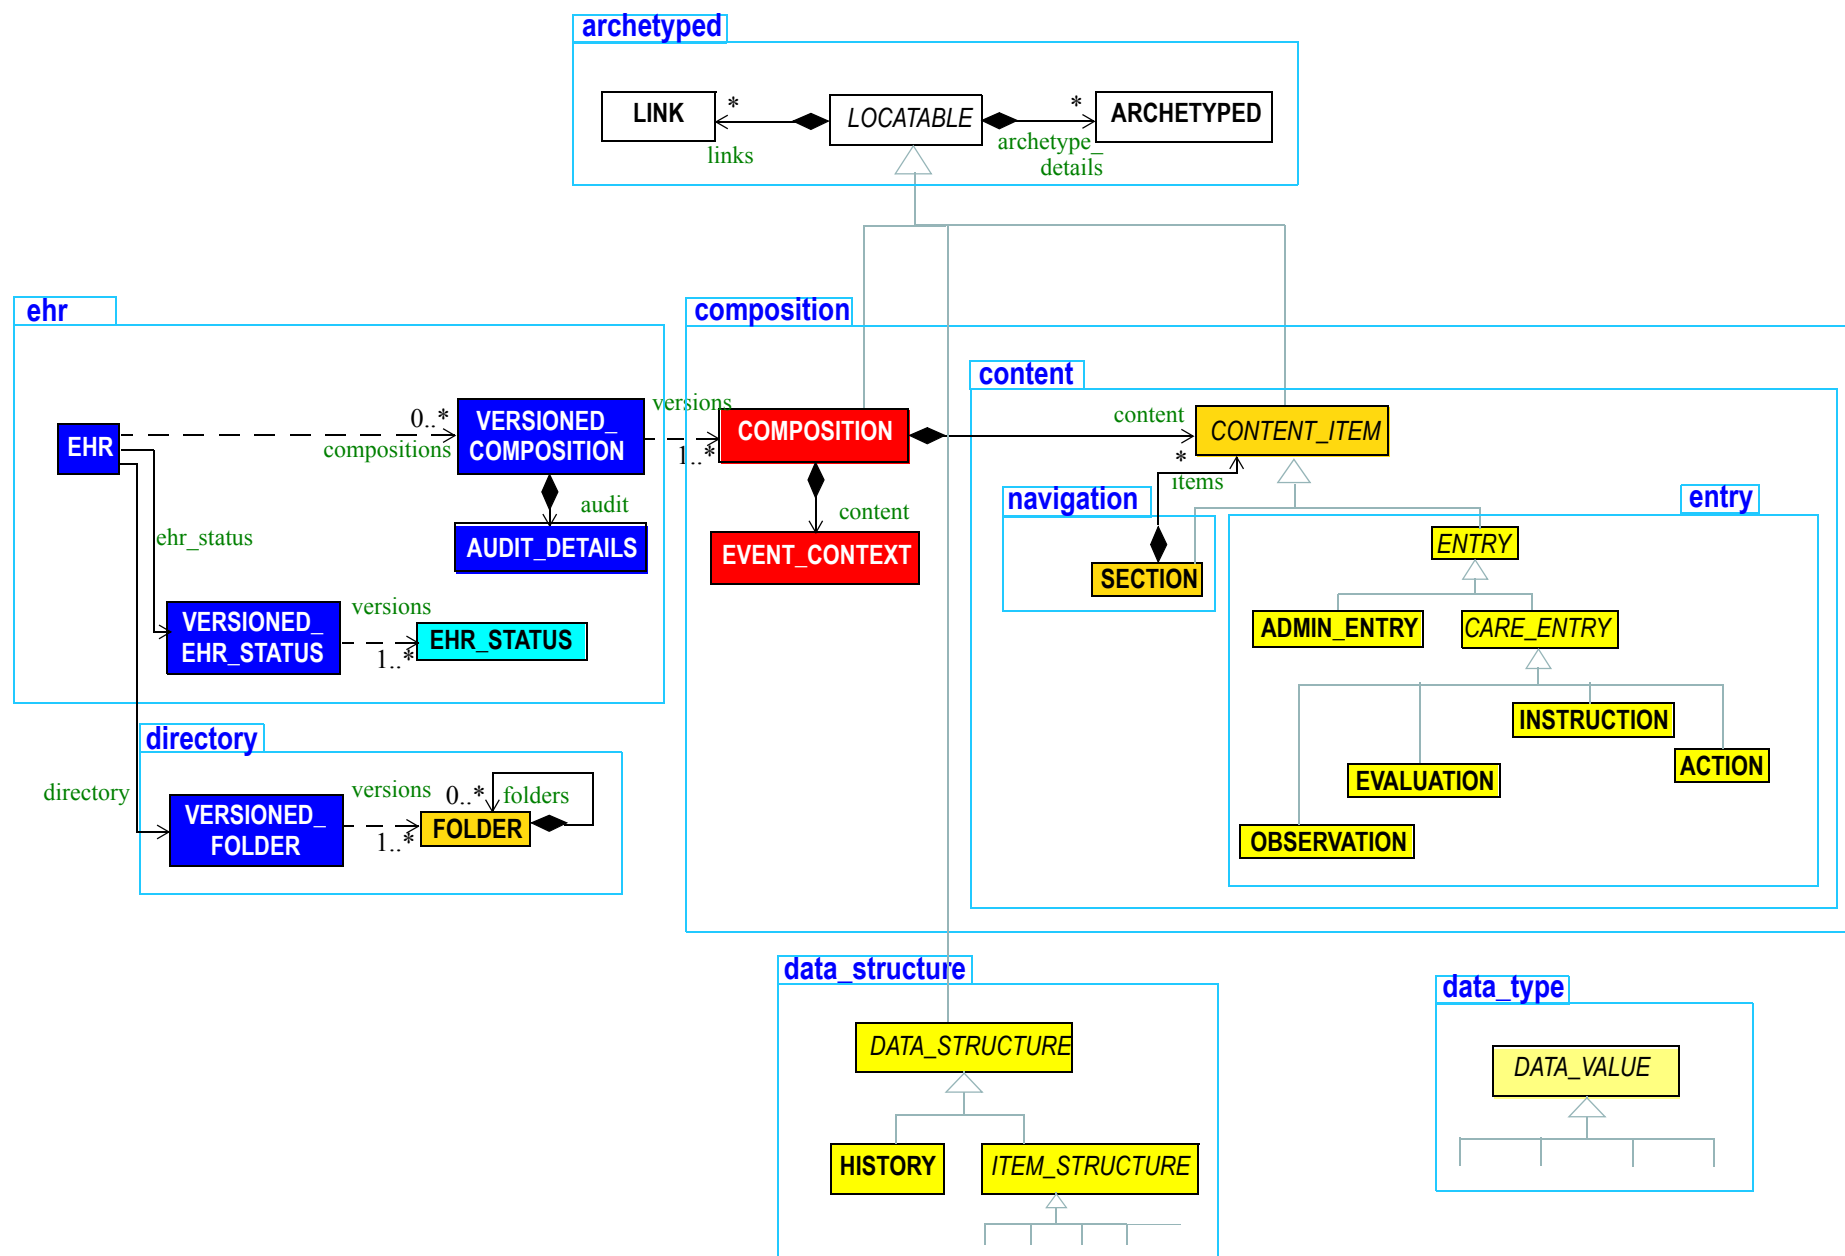 archetyped
LINK
*
links
LOCATABLE
*
archetype_
details
ARCHETYPED
ehr
EHR
0..*
compositions
VERSIONED_
COMPOSITION
versions
1..*
audit
AUDIT_DETAILS
ehr_status
VERSIONED_
EHR_STATUS
versions
1..*
EHR_STATUS
directory
directory
VERSIONED_
FOLDER
versions
1..*
0..*
folders
FOLDER
composition
COMPOSITION
content
EVENT_CONTEXT
content
content
*
CONTENT_ITEM
items
navigation
SECTION
entry
ENTRY
ADMIN_ENTRY
CARE_ENTRY
INSTRUCTION
ACTION
EVALUATION
OBSERVATION
data_structure
DATA_STRUCTURE
HISTORY
ITEM_STRUCTURE
data_type
DATA_VALUE